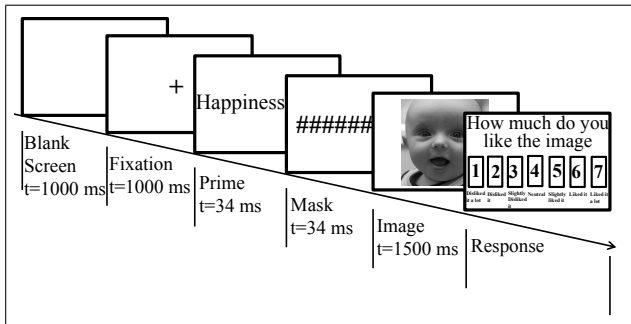 +
Happiness
#######
How much do you
like the image
1 2 3 4 5 6 7
Disliked it a lot
Disliked it
Slightly Disliked it
Neutral
Slightly liked it
Liked it
Liked it a lot
Blank
Screen
t=1000 ms
Fixation
t=1000 ms
Prime
t=34 ms
Mask
t=34 ms
Image
t=1500 ms
Response